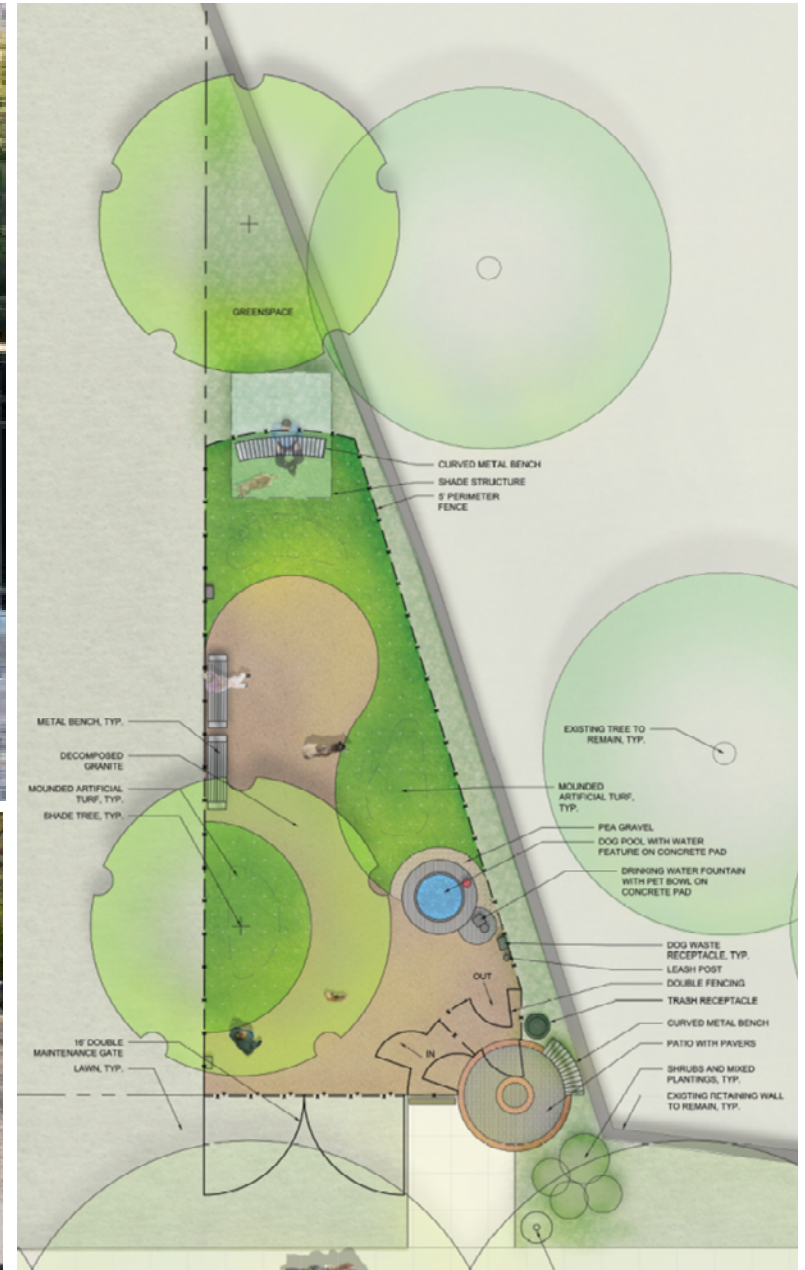 GREENSPACE
CURVED METAL BENCH
SHADE STRUCTURE
5' PERIMETER
FENCE
METAL BENCH, TYP.
DECOMPOSED
GRANITE
MOUNDED ARTIFICIAL
TURF, TYP.
SHADE TREE, TYP.
EXISTING TREE TO
REMAIN, TYP.
MOUNDED
ARTIFICIAL TURF,
TYP.
PEA GRAVEL
DOG POOL WITH WATER
FEATURE ON CONCRETE PAD
DRINKING WATER FOUNTAIN
WITH PET BOWL ON
CONCRETE PAD
DOG WASTE
RECEPTACLE, TYP.
LEASH POST
DOUBLE FENCING
TRASH RECEPTACLE
CURVED METAL BENCH
PATIO WITH PAVERS
SHRUBS AND MIXED
PLANTINGS, TYP.
EXISTING RETAINING WALL
TO REMAIN, TYP.
OUT
IN
16' DOUBLE
MAINTENANCE GATE
LAWN, TYP.